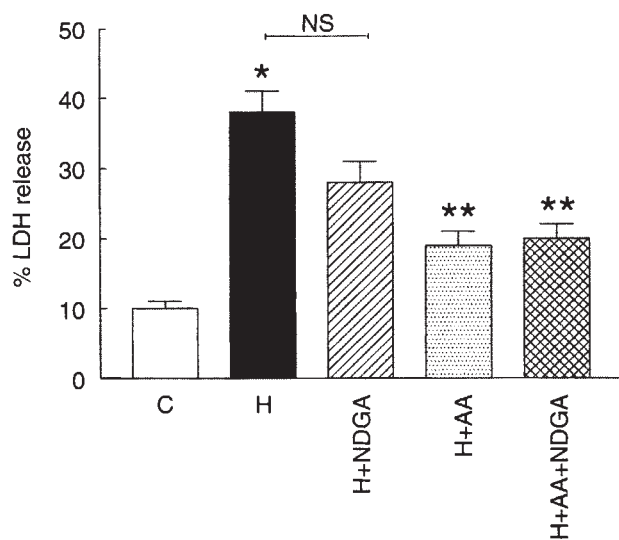 50
NS
*
40
30
**
**
20
10
0
% LDH release
C
H
H+NDGA
H+AA
H+AA+NDGA